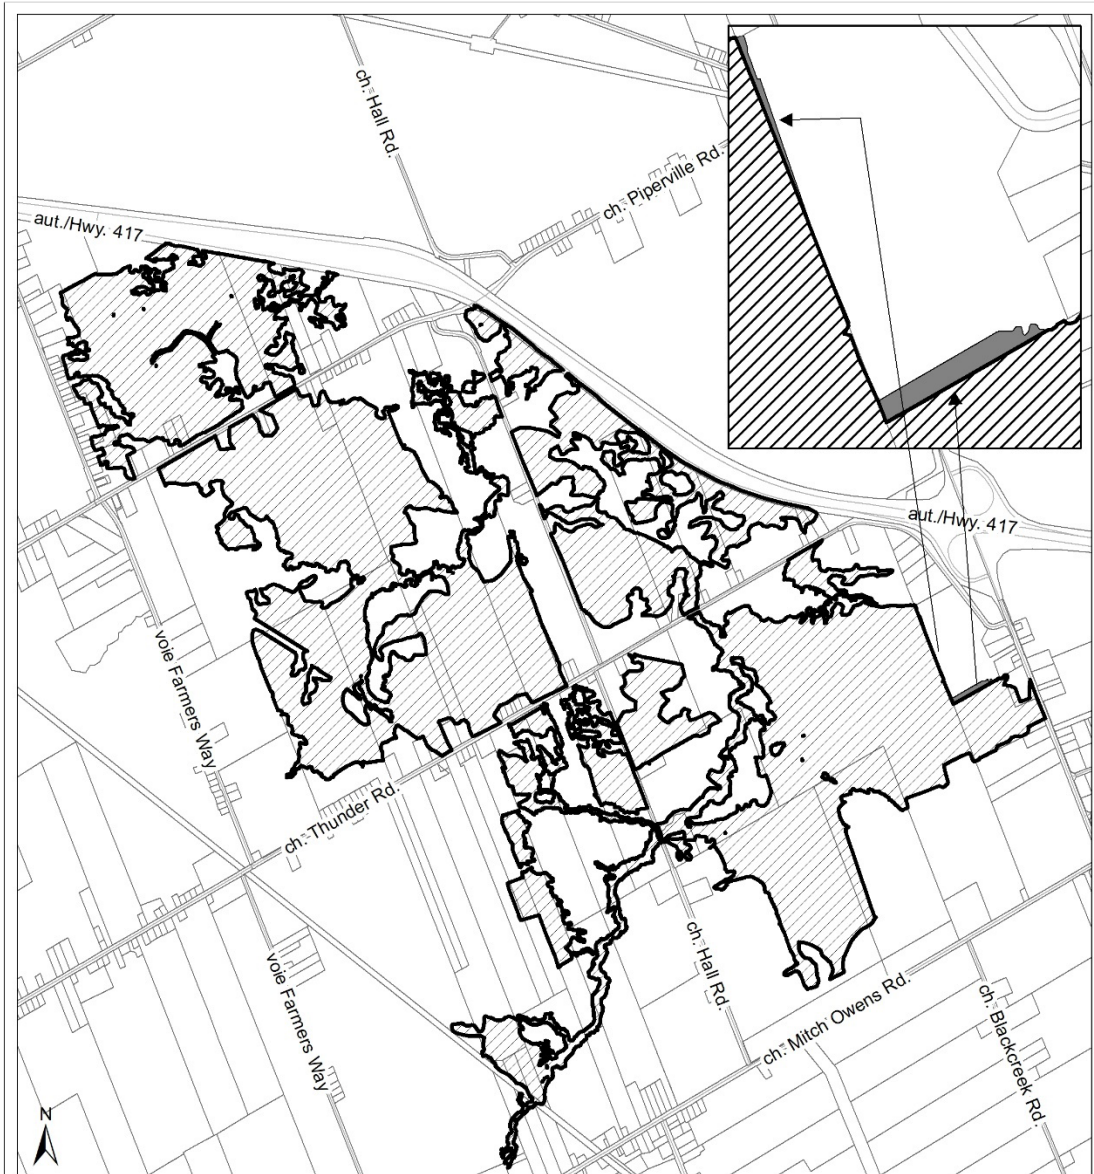 ch. Hall Rd.
ch. Piperville Rd.
aut./Hwy. 417
aut./Hwy. 417
voie Farmers Way
ch. Thunder Rd.
ch. Hall Rd.
voie Farmers Way
ch. Mitch Owens Rd.
ch. Blackcreek Rd.
N